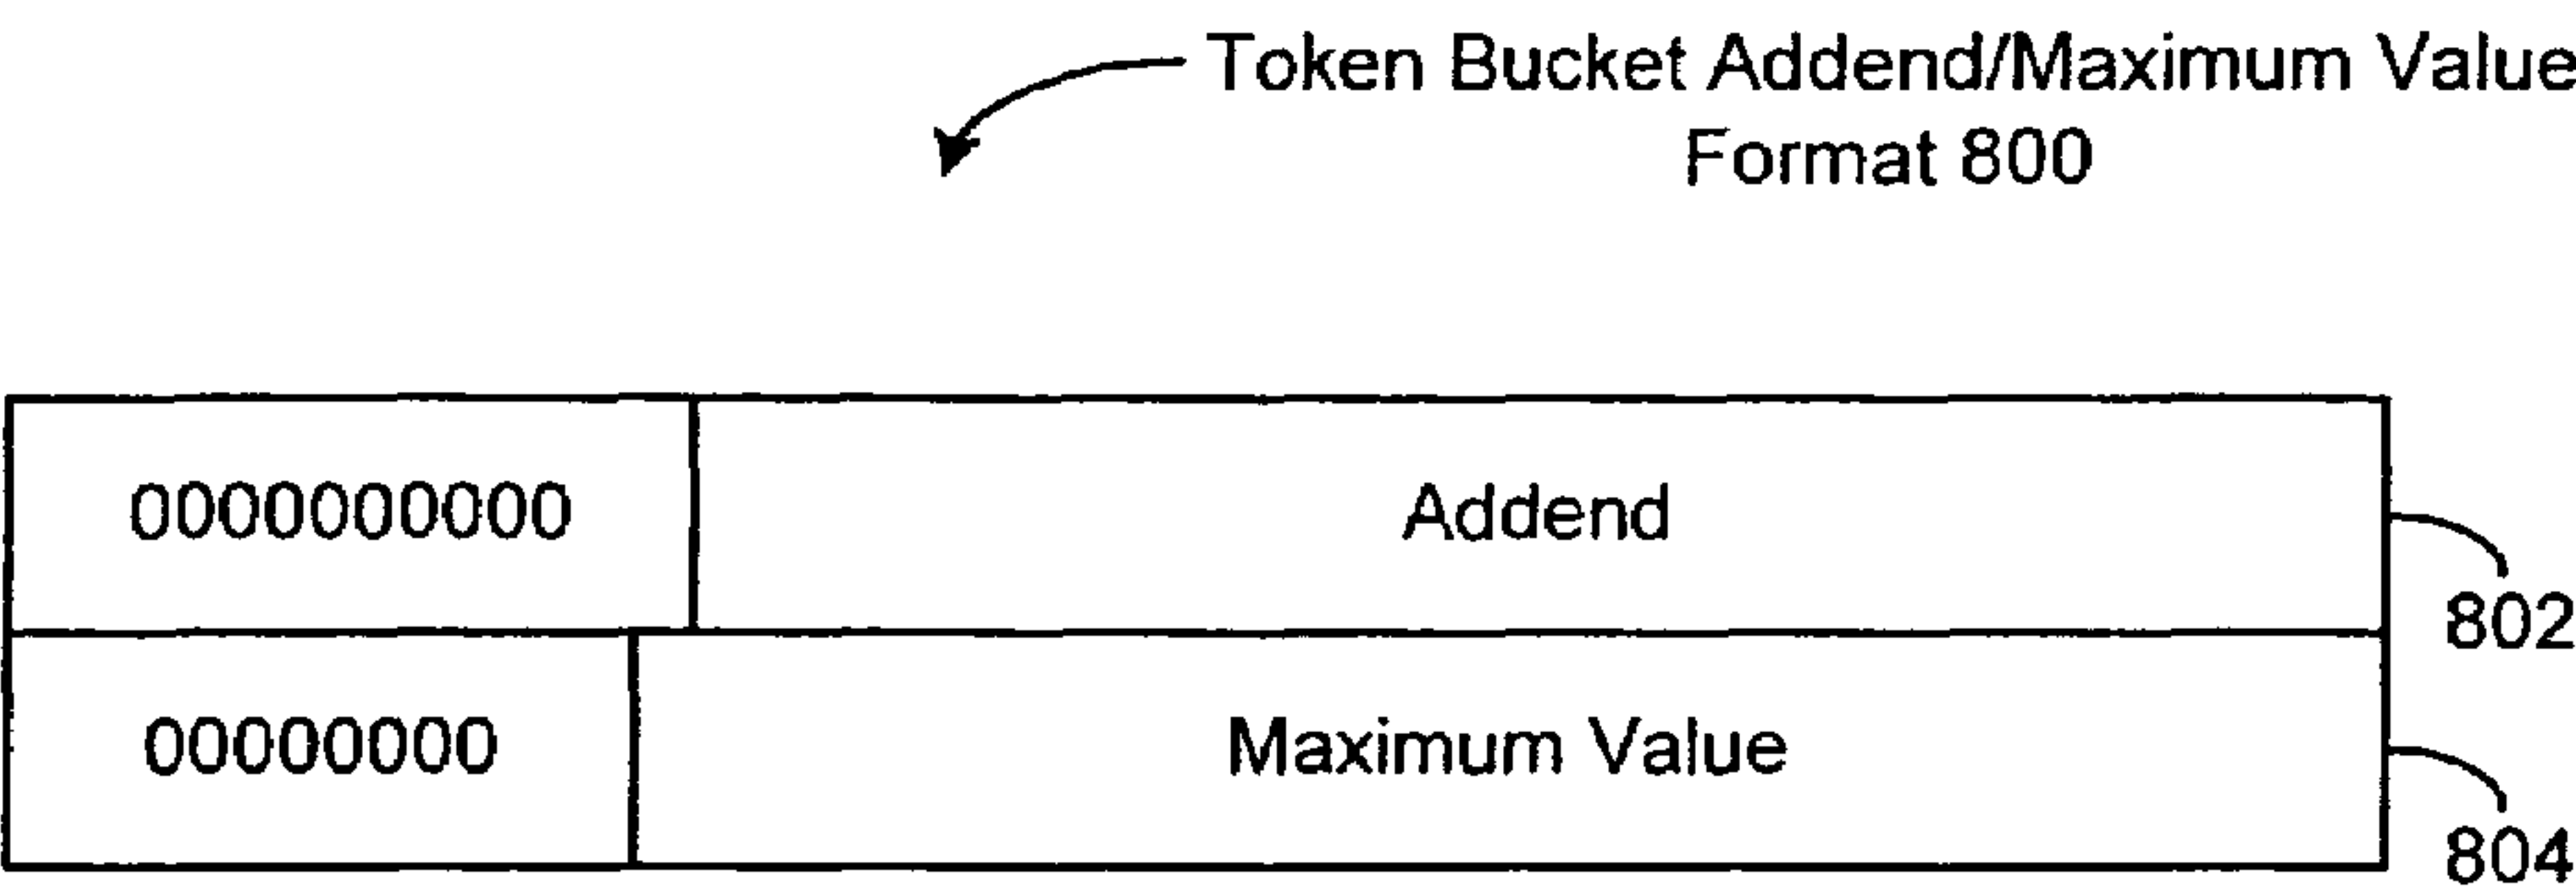 Token Bucket Addend/Maximum Value
Format 800
0000000000 Addend
802
00000000 Maximum Value
804